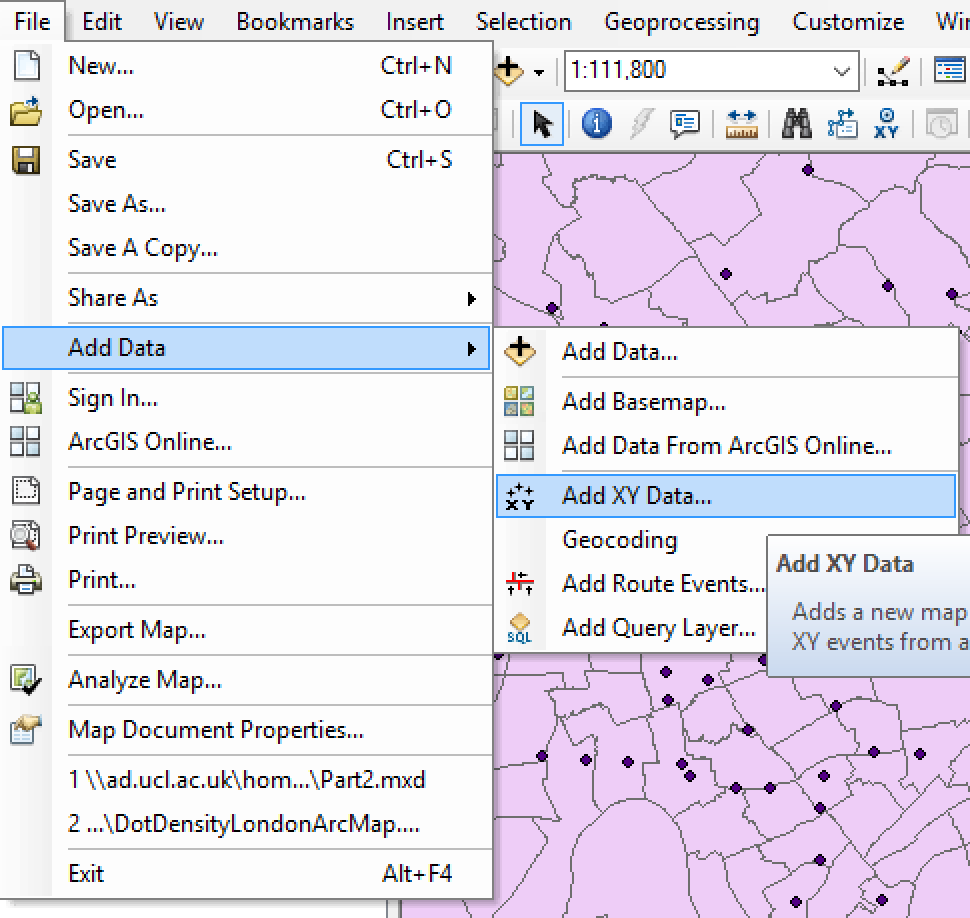 File Edit View Bookmarks Insert Selection Geoprocessing Customize Win
New... Ctrl+N
1:111,800
Open... Ctrl+O
XY
Save Ctrl+S
Save As...
Save A Copy...
Share As
Add Data
Sign In...
ArcGIS Online...
Page and Print Setup...
Print Preview...
Print...
Export Map...
Analyze Map...
Map Document Properties...
1 \\ad.ucl.ac.uk\hom...\Part2.mxd
2 ...\DotDensityLondonArcMap....
Exit Alt+F4
Add Data...
Add Basemap...
Add Data From ArcGIS Online...
XY Add XY Data...
Geocoding
Add Route Events...
SQL Add Query Layer...
Add XY Data
Adds a new map
XY events from a